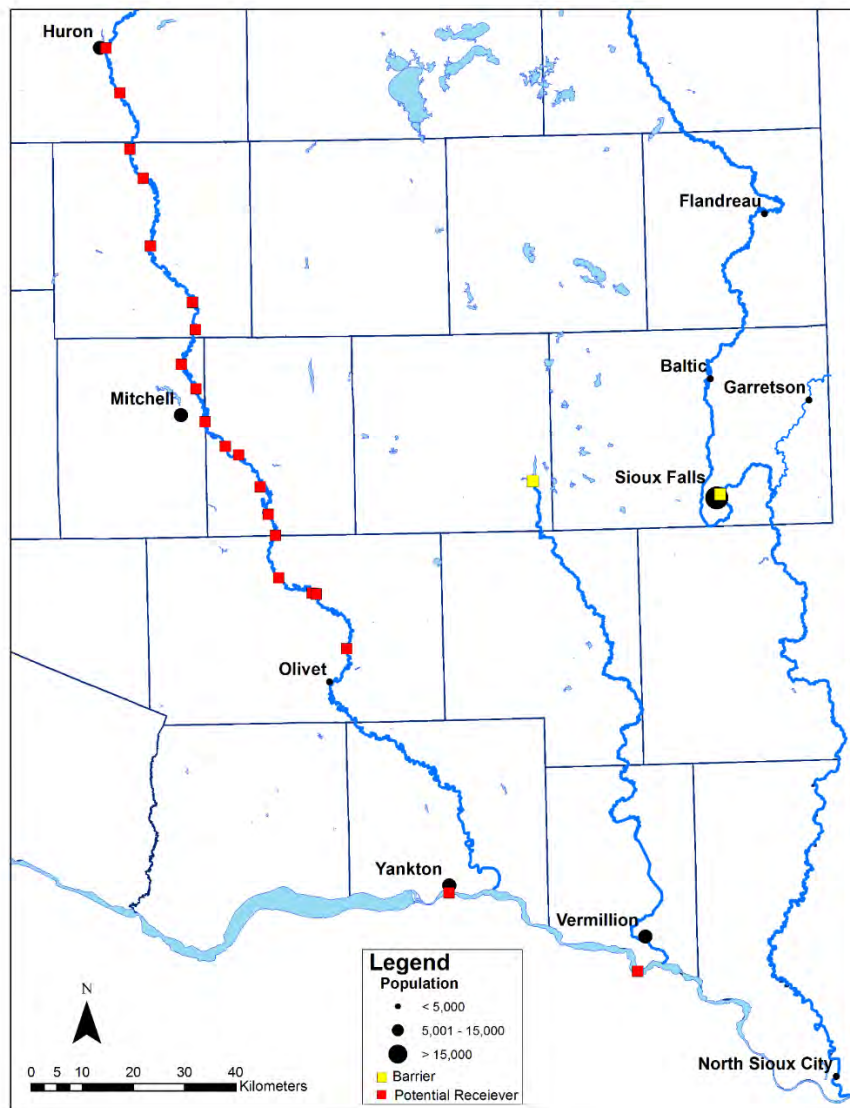 Huron
Flandreau
Baltic
Garretson
Mitchell
Sioux Falls
Olivet
Yankton
Vermillion
Legend
Population
< 5,000
5,001 - 15,000
> 15,000
Barrier
Potential Receiever
N
0 10 20 30 40
Kilometers
North Sioux City